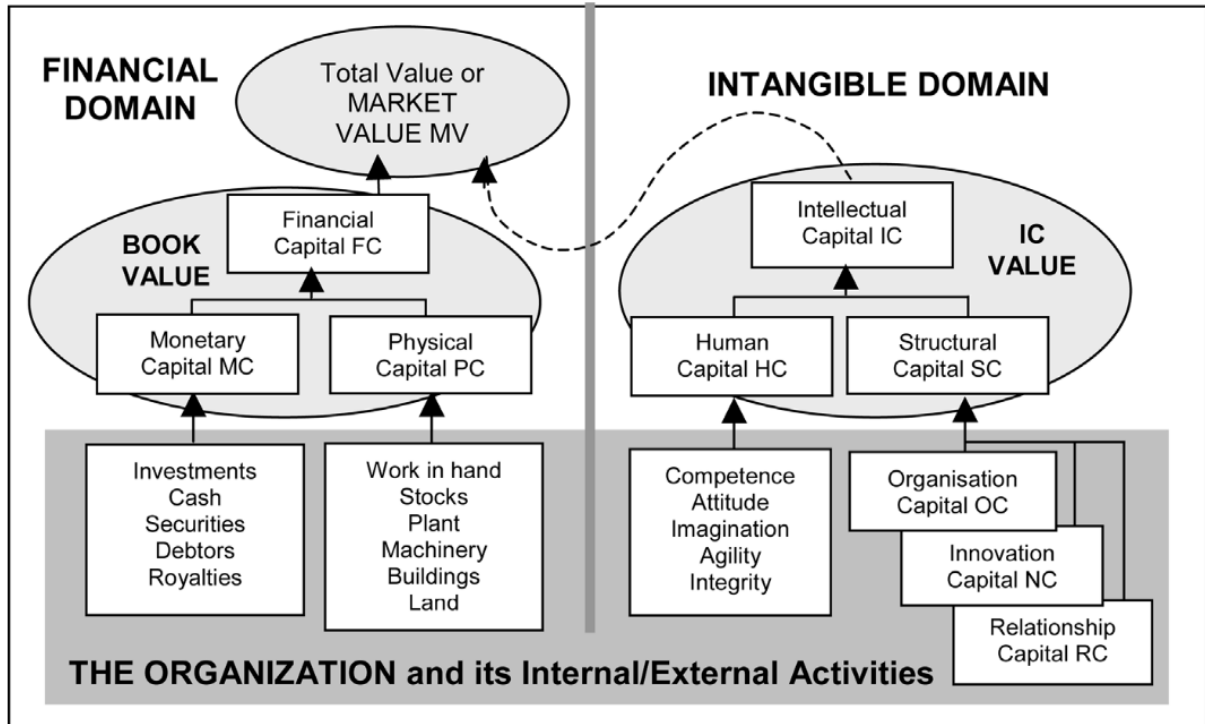 FINANCIAL
DOMAIN
Total Value or
MARKET
VALUE MV
INTANGIBLE DOMAIN
BOOK
VALUE
Financial
Capital FC
Monetary
Capital MC
Physical
Capital PC
Intellectual
Capital IC
IC
VALUE
Human
Capital HC
Structural
Capital SC
Investments
Cash
Securities
Debtors
Royalties
Work in hand
Stocks
Plant
Machinery
Buildings
Land
Competence
Attitude
Imagination
Agility
Integrity
Organisation
Capital OC
Innovation
Capital NC
Relationship
Capital RC
THE ORGANIZATION and its Internal/External Activities